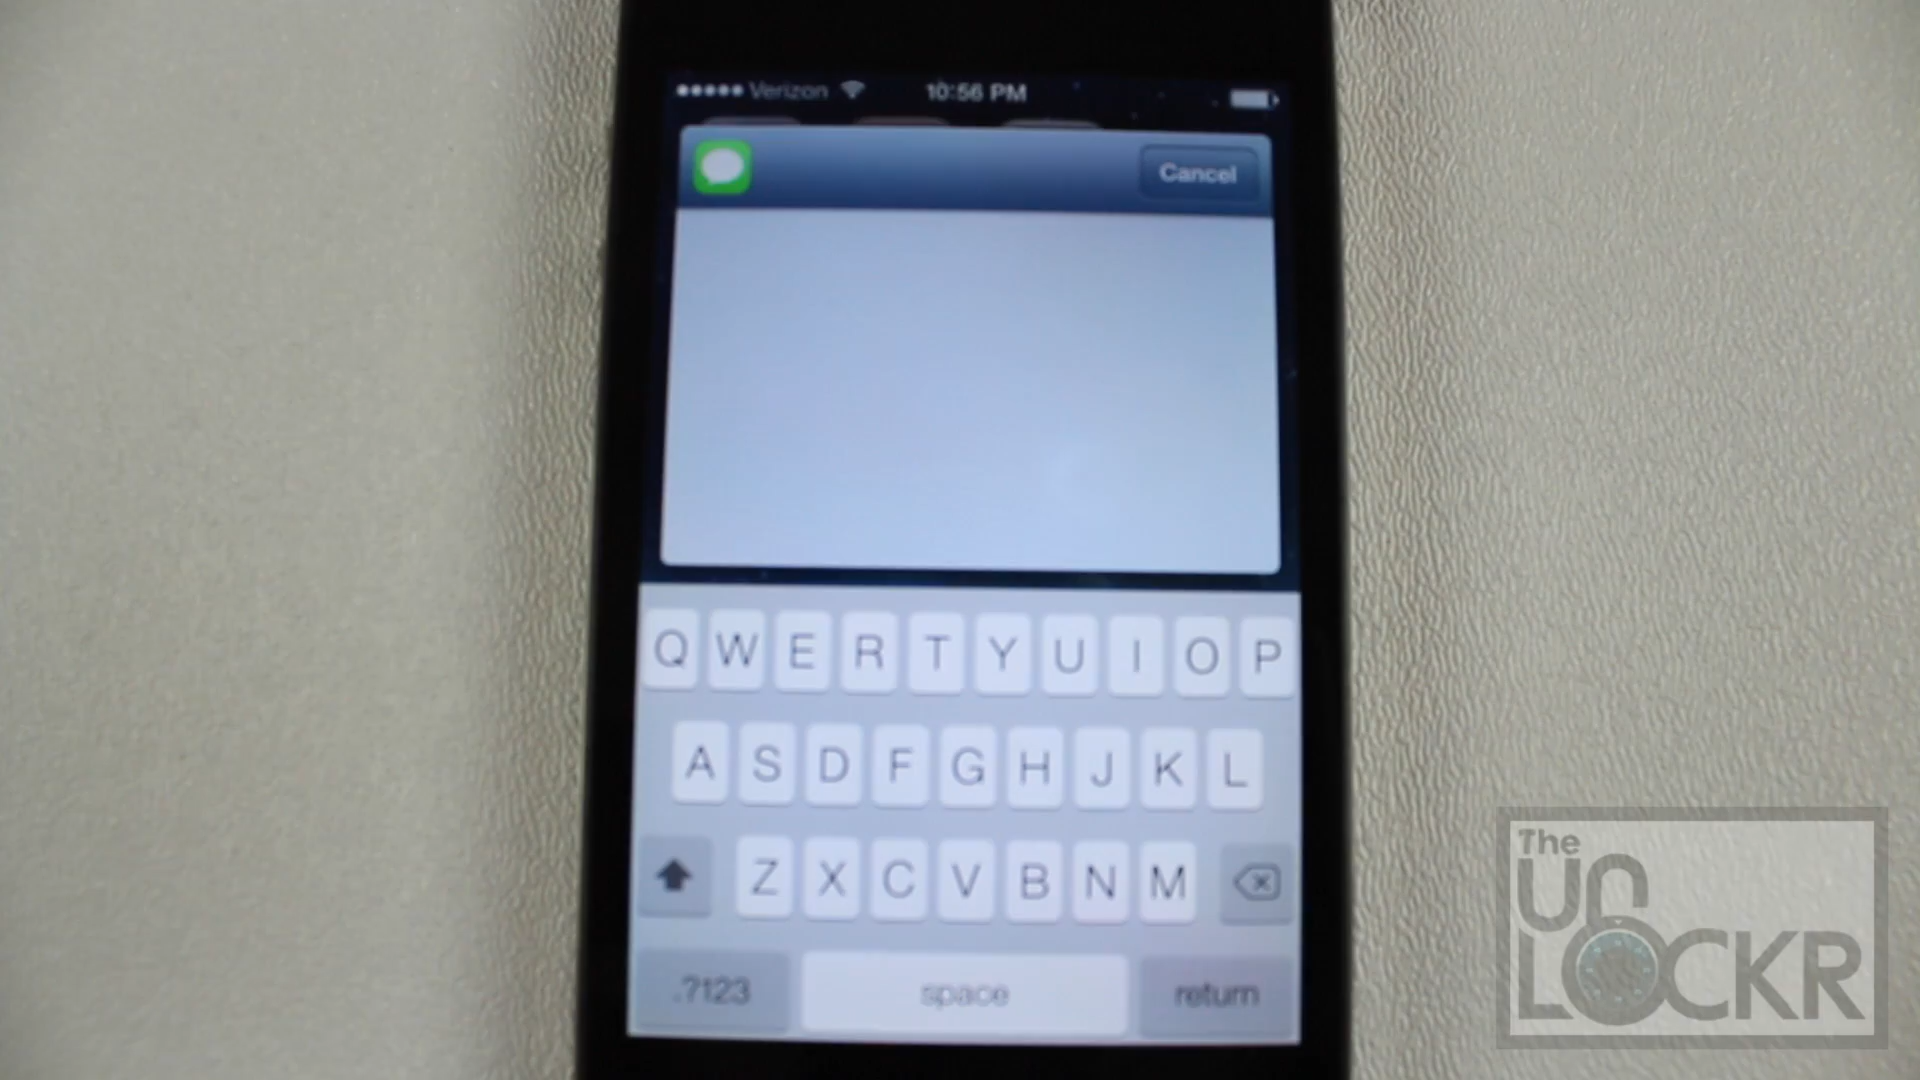 Verizon 10:56 PM
Cancel
Q W E R T Y U I O P
A S D F G H J K L
Z X C V B N M
.?123 space return
The
UN
LOCKR